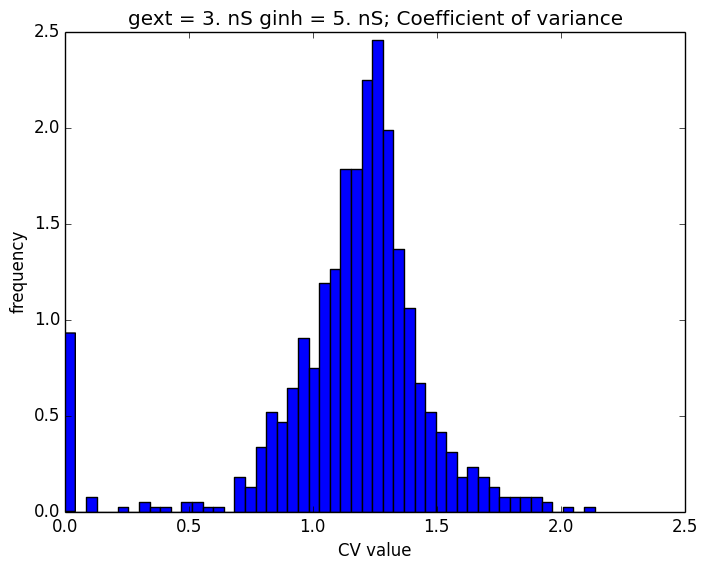 gext = 3. nS ginh = 5. nS; Coefficient of variance
2.5
2.0
1.5
1.0
0.5
0.0
frequency
0.0 0.5 1.0 1.5 2.0 2.5
CV value